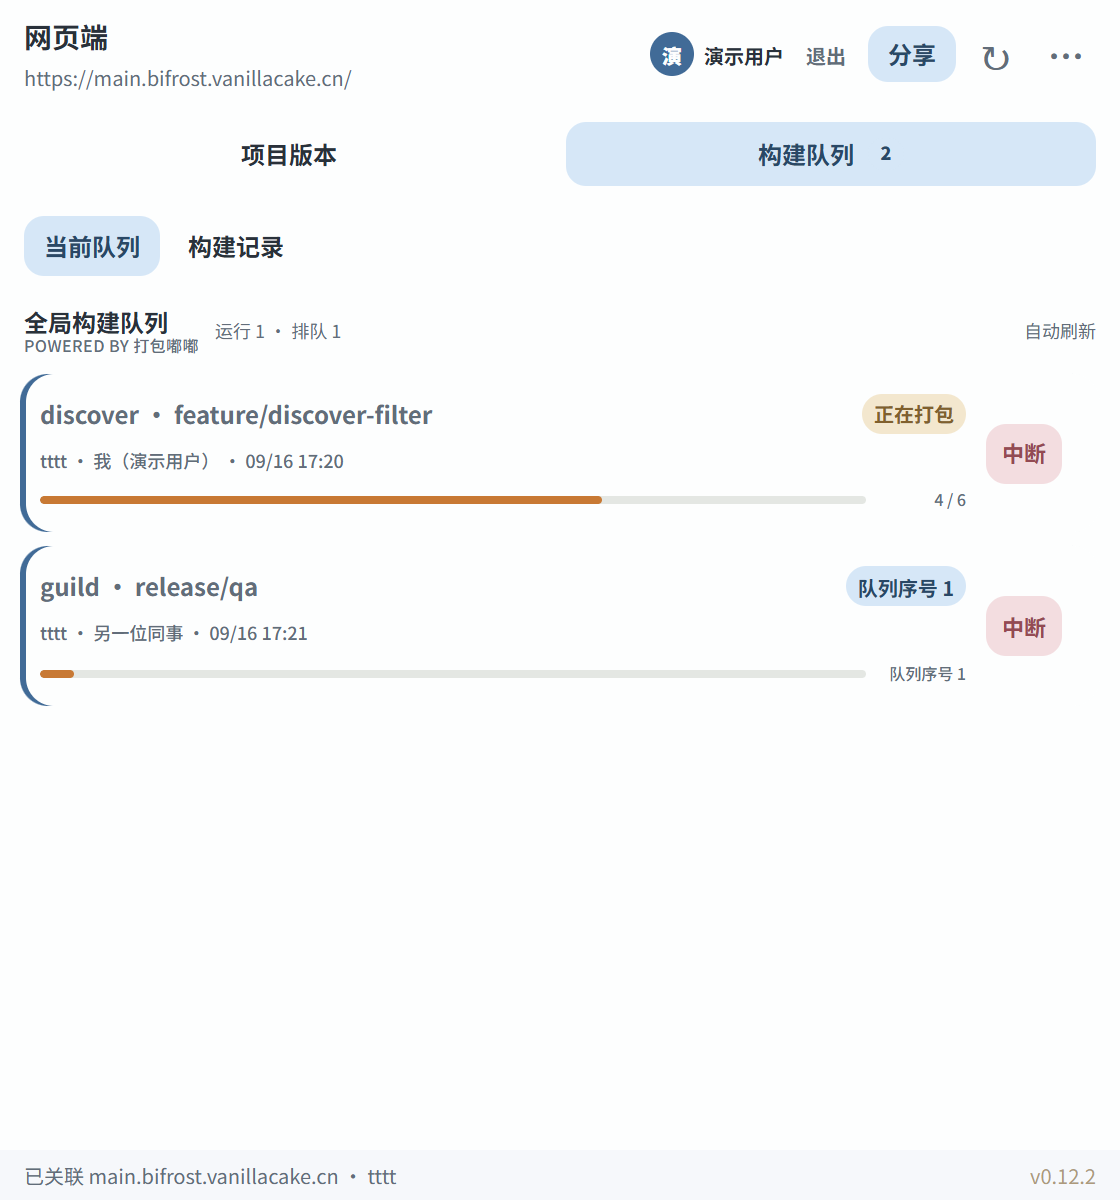 网页端
https://main.bifrost.vanillacake.cn/
演 演示用户 退出 分享 ↻ ···
项目版本 构建队列 2
当前队列 构建记录
全局构建队列 运行 1 · 排队 1 自动刷新
POWERED BY 打包嘟嘟
discover · feature/discover-filter 正在打包
tttt · 我（演示用户） · 09/16 17:20 中断
4 / 6
guild · release/qa 队列序号 1
tttt · 另一位同事 · 09/16 17:21 中断
队列序号 1
已关联 main.bifrost.vanillacake.cn · tttt v0.12.2